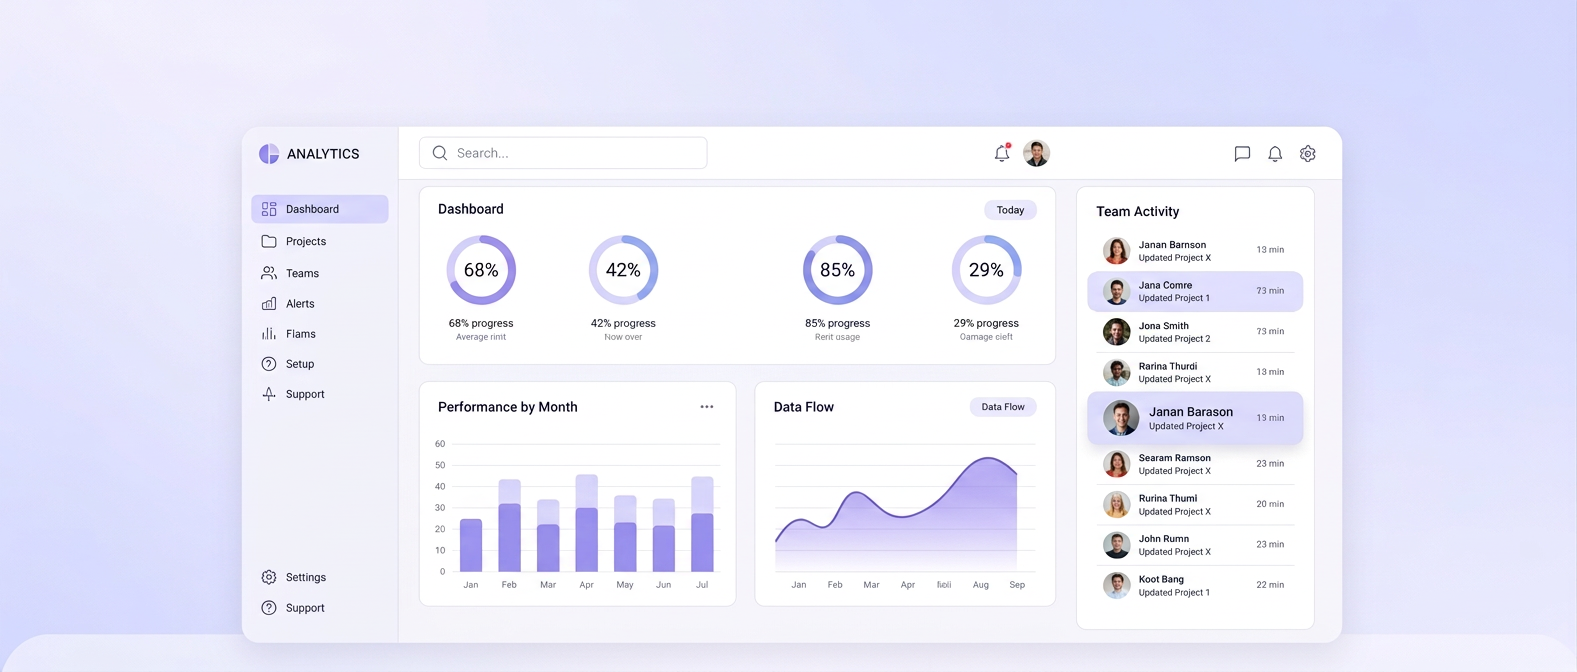 ANALYTICS
Search...
Dashboard
Projects
Teams
Alerts
Flams
Setup
Support
Settings
Support
Dashboard
Today
68%
42%
85%
29%
68% progress
42% progress
85% progress
29% progress
Average rimt
Now over
Rerit usage
Damage cieft
Performance by Month
60
50
40
30
20
10
0
Jan Feb Mar Apr May Jun Jul
Data Flow
Data Flow
Jan Feb Mar Apr Aug Sep
Team Activity
Janan Barnson
Updated Project X
13 min
Jana Comre
Updated Project 1
73 min
Jona Smith
Updated Project 2
73 min
Rarina Thurdi
Updated Project X
13 min
Janan Barason
Updated Project X
19 min
Searam Ramson
Updated Project X
23 min
Rurina Thumi
Updated Project X
20 min
John Rumn
Updated Project X
23 min
Koot Bang
Updated Project 1
22 min